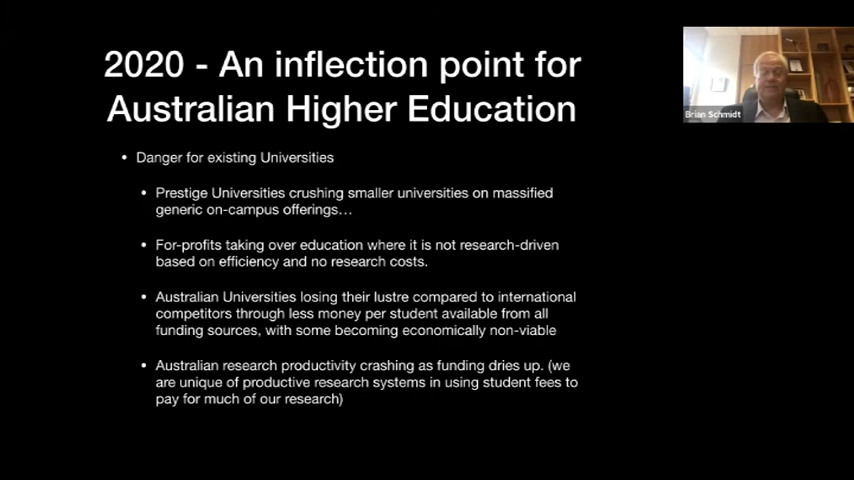 2020 - An inflection point for
Australian Higher Education
Brian Schmidt
• Danger for existing Universities
• Prestige Universities crushing smaller universities on massified
generic on-campus offerings…
• For-profits taking over education where it is not research-driven
based on efficiency and no research costs.
• Australian Universities losing their lustre compared to international
competitors through less money per student available from all
funding sources, with some becoming economically non-viable
• Australian research productivity crashing as funding dries up. (we
are unique of productive research systems in using student fees to
pay for much of our research)